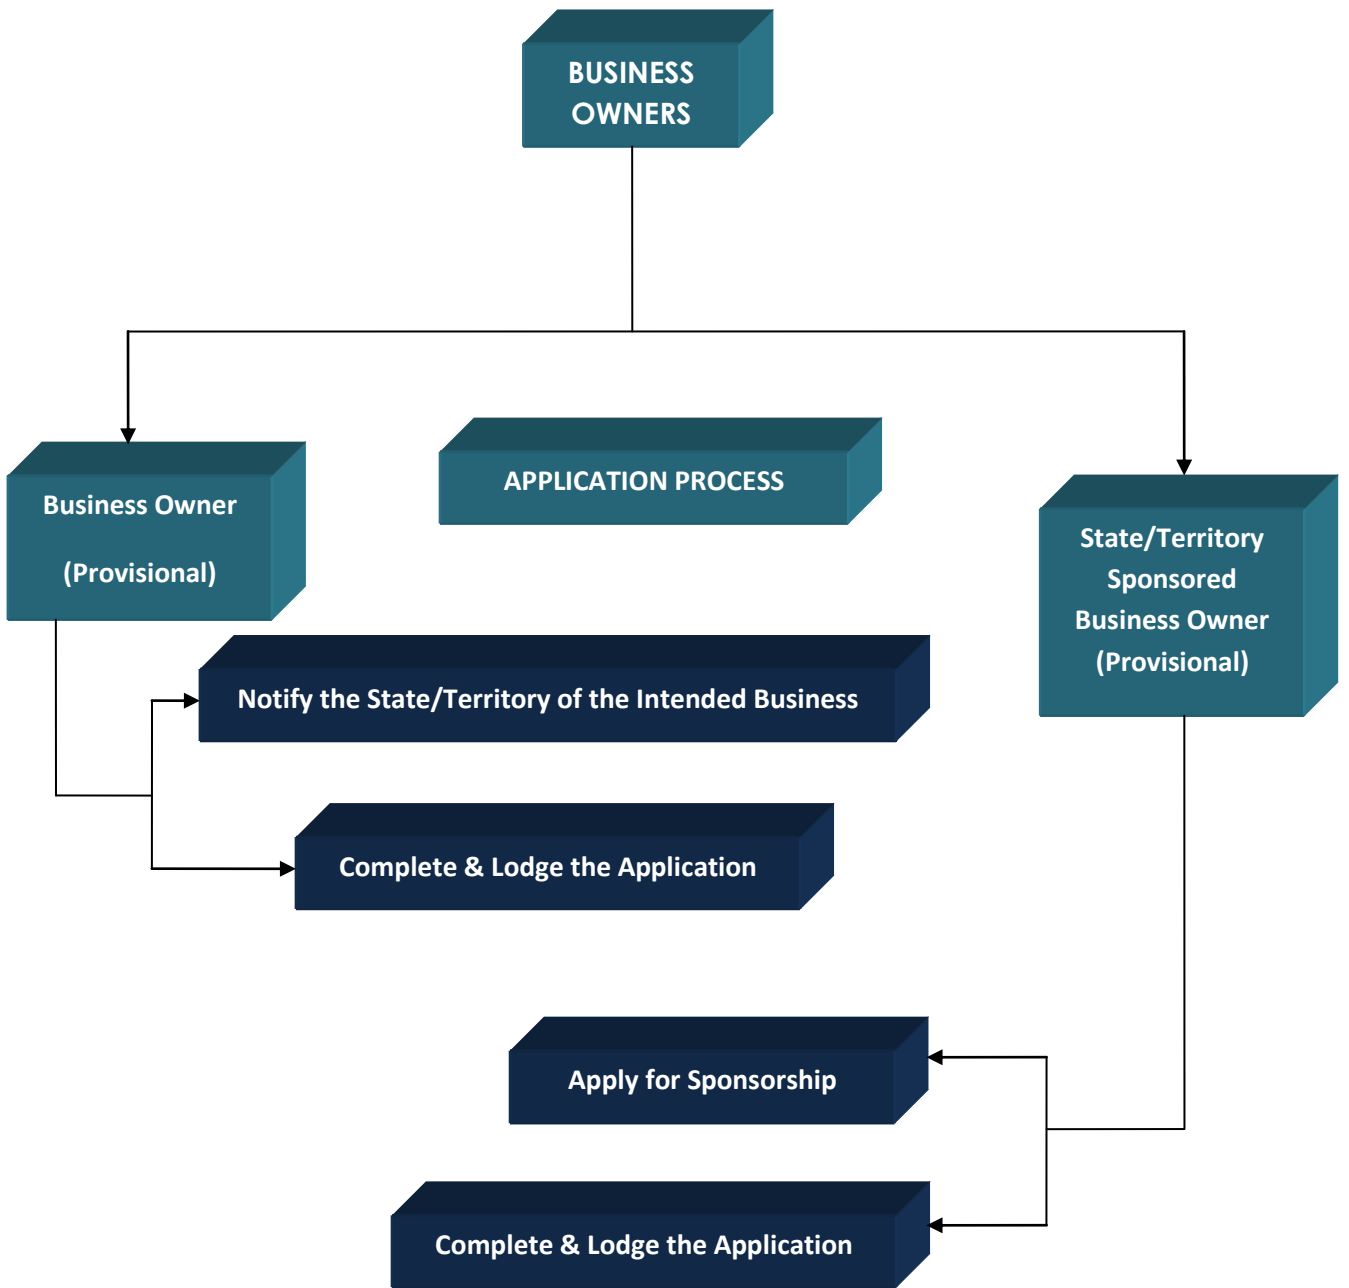 BUSINESS
OWNERS
APPLICATION PROCESS
Business Owner
(Provisional)
State/Territory
Sponsored
Business Owner
(Provisional)
Notify the State/Territory of the Intended Business
Complete & Lodge the Application
Apply for Sponsorship
Complete & Lodge the Application